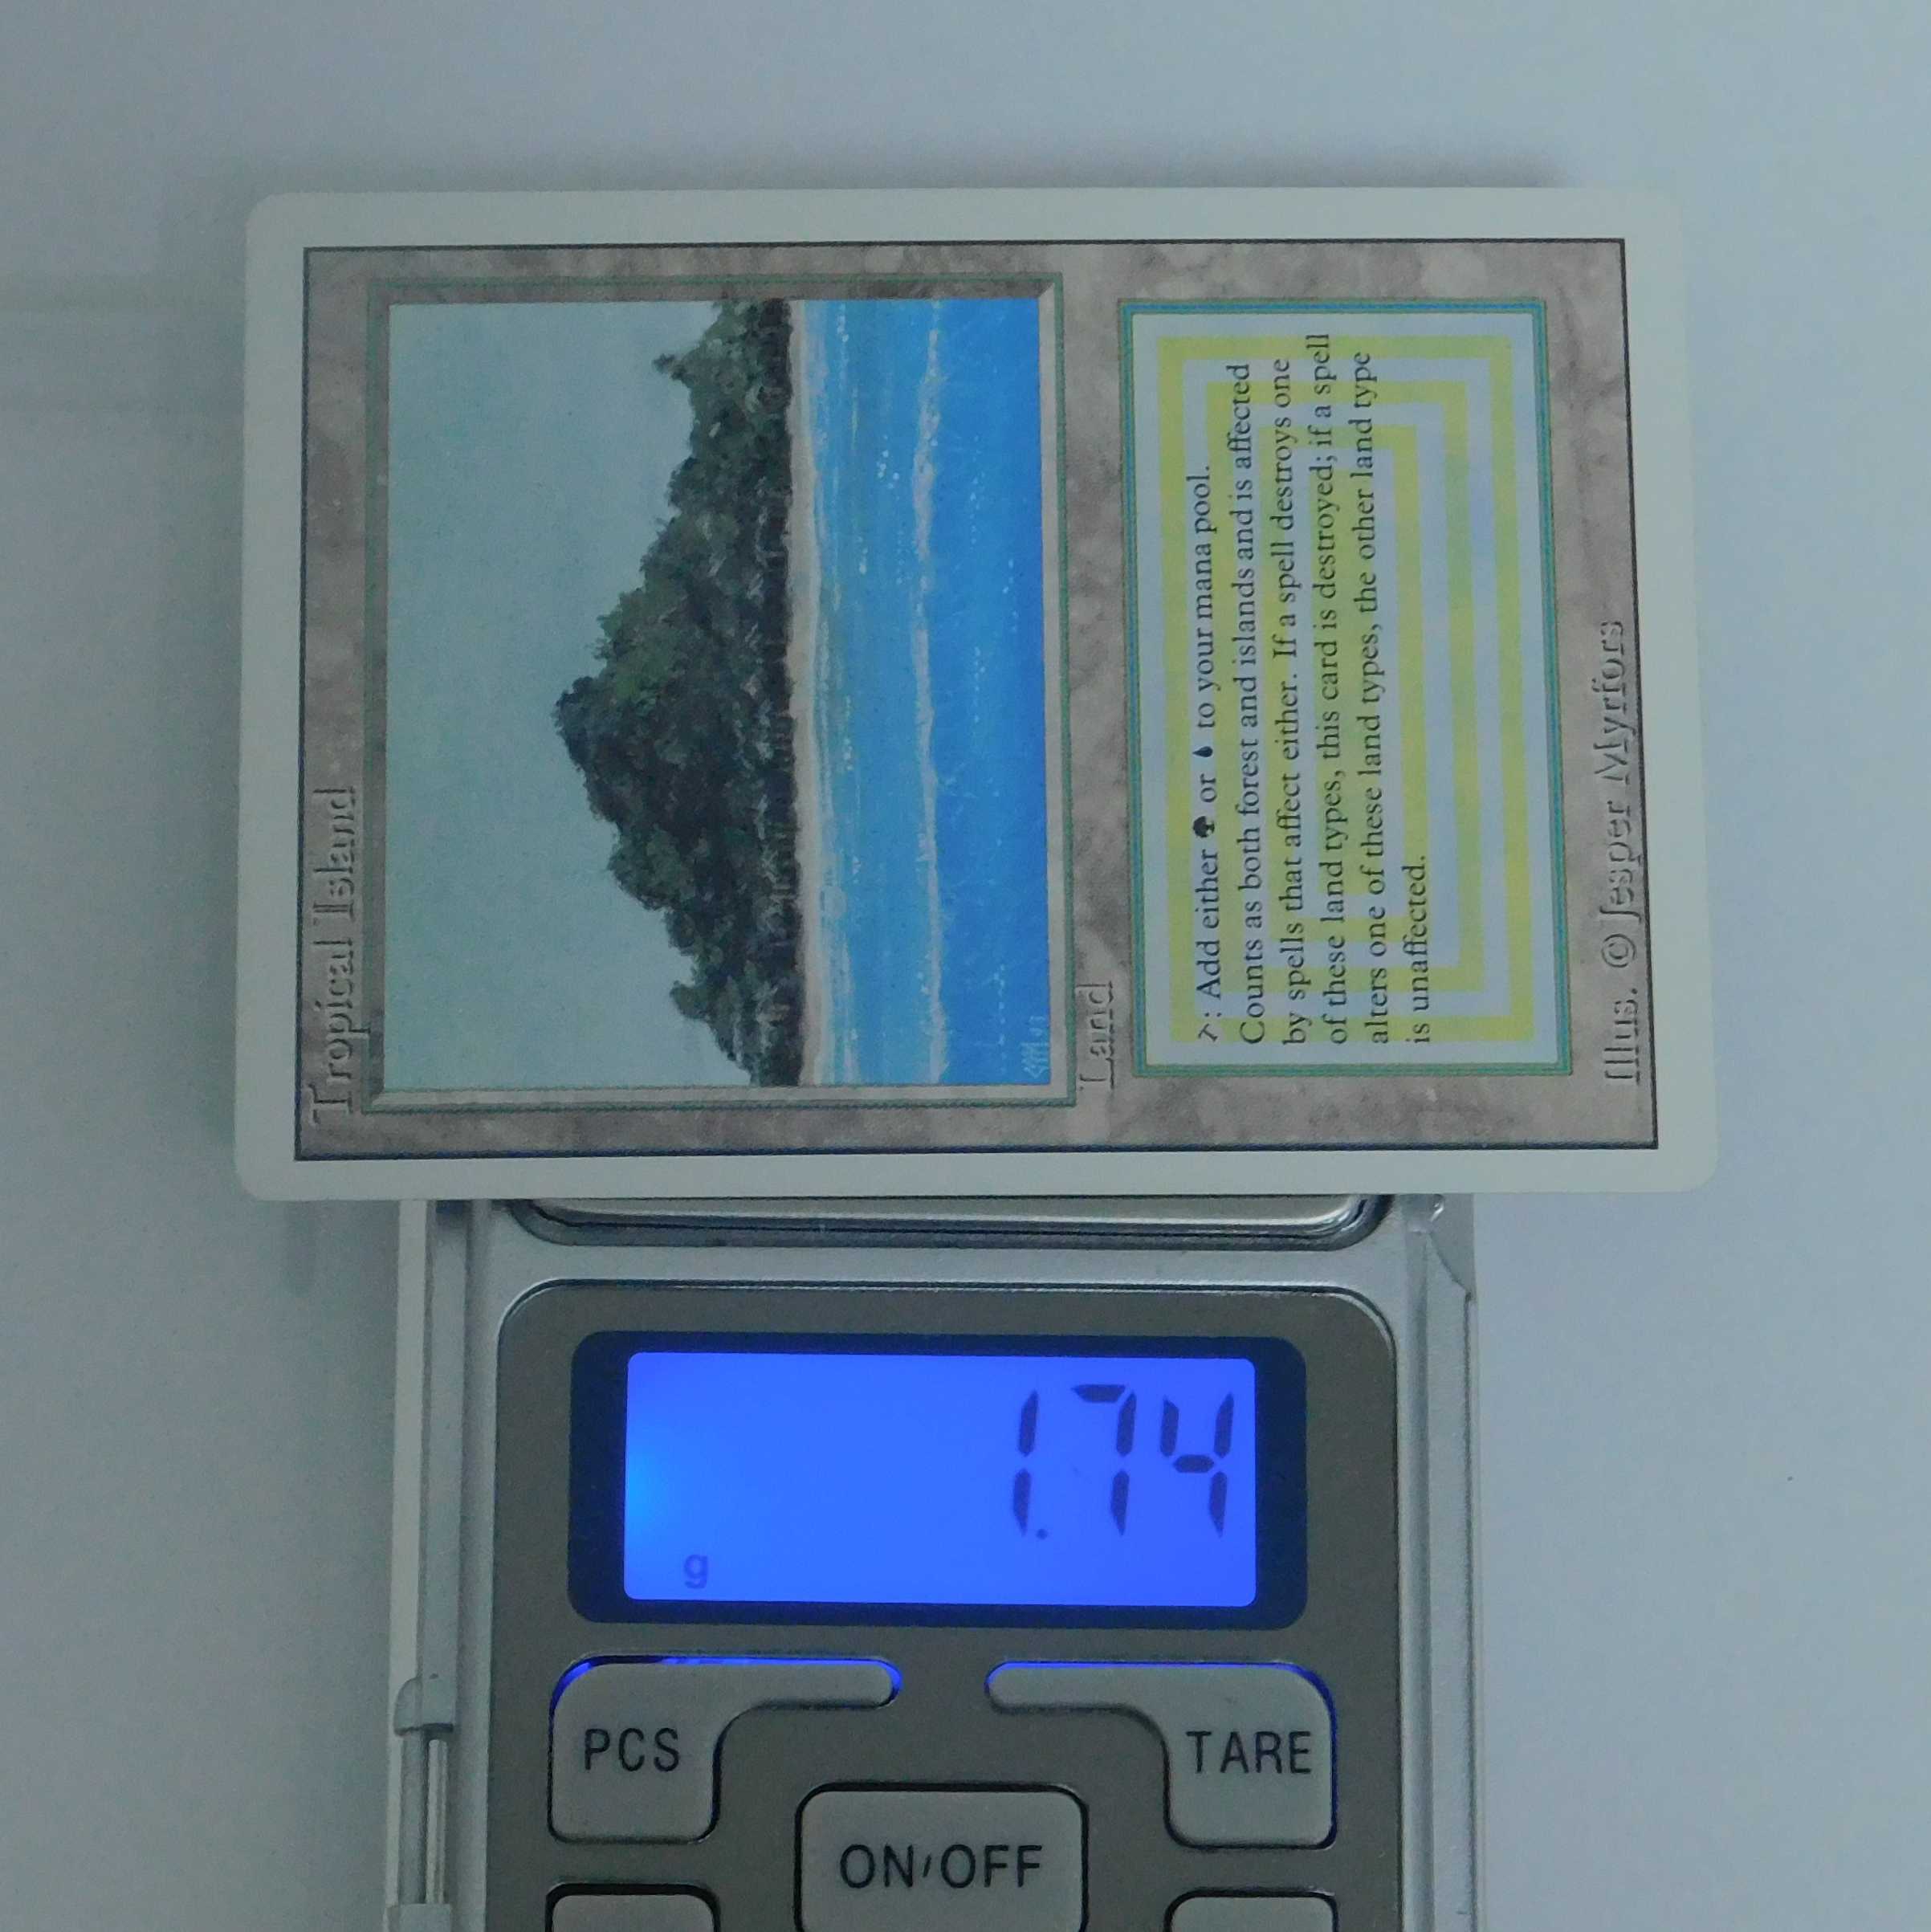 Tropical Island
Land
: Add either or to your mana pool.
Counts as both forest and islands and is affected
by spells that affect either. If a spell destroys one
of these land types, this card is destroyed; if a spell
alters one of these land types, the other land type
is unaffected.
Illus. © Jesper Myrfors
1.74
g
PCS
TARE
ON/OFF